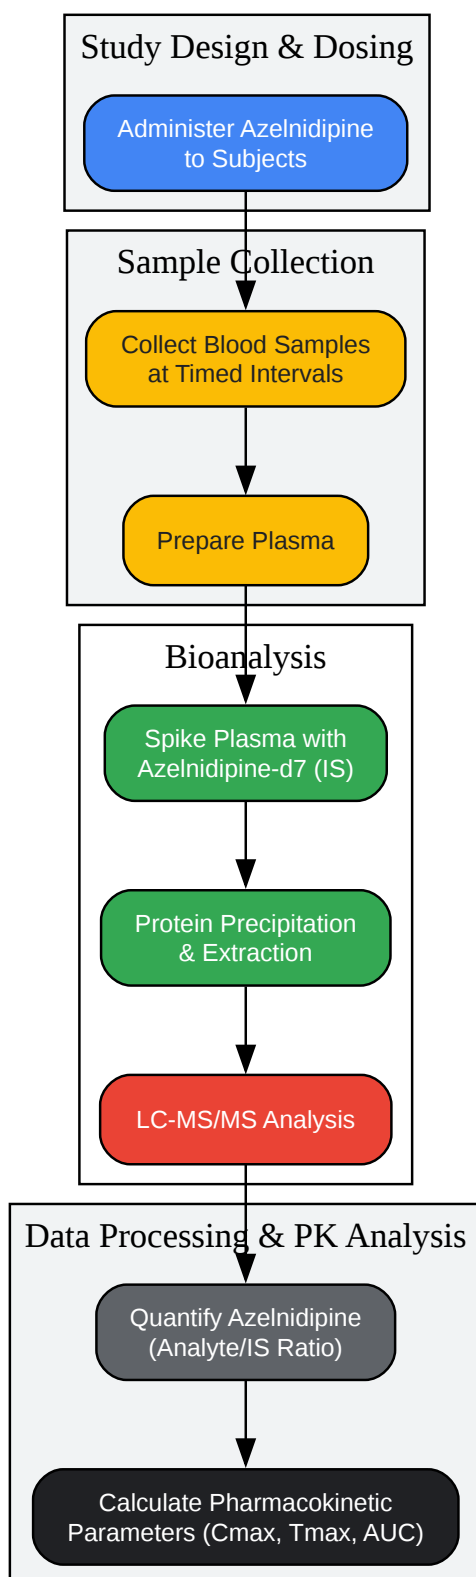 Study Design & Dosing
Administer Azelnidipine
to Subjects
Sample Collection
Collect Blood Samples
at Timed Intervals
Prepare Plasma
Bioanalysis
Spike Plasma with
Azelnidipine-d7 (IS)
Protein Precipitation
& Extraction
LC-MS/MS Analysis
Data Processing & PK Analysis
Quantify Azelnidipine
(Analyte/IS Ratio)
Calculate Pharmacokinetic
Parameters (Cmax, Tmax, AUC)